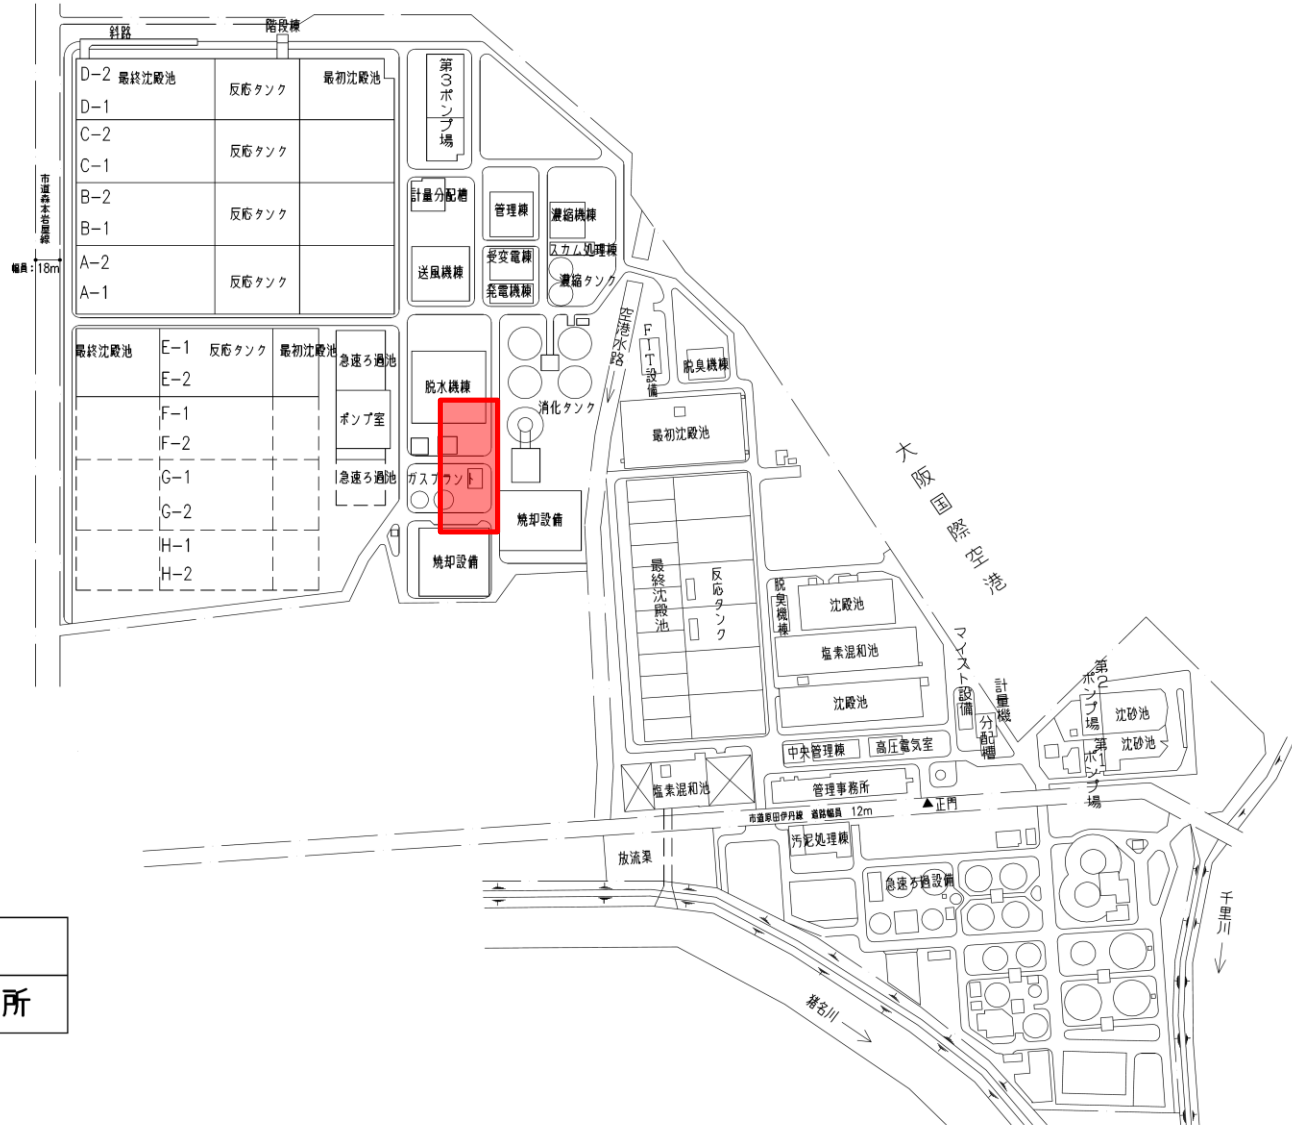 斜路
階段棟
D-2
最終沈殿池
反応タンク
最初沈殿池
D-1
C-2
反応タンク
C-1
B-2
反応タンク
B-1
A-2
反応タンク
A-1
市道森本岩屋線
幅員:18m
第3ポンプ場
計量分配槽
管理棟
濃縮機棟
送風機棟
受変電棟
スカム処理棟
発電機棟
濃縮タンク
最終沈殿池
E-1
反応タンク
最初沈殿池
E-2
急速ろ過池
F-1
ポンプ室
F-2
G-1
急速ろ過池
G-2
H-1
H-2
脱水機棟
消化タンク
ガスプラント
焼却設備
焼却設備
空港水路
FIT設備
脱臭機棟
最初沈殿池
大阪国際空港
最終沈殿池
反応タンク
脱臭機棟
沈殿池
塩素混和池
沈殿池
マイスト設備
計量機
分配槽
第2ポンプ場
沈砂池
第1ポンプ場
沈砂池
中央管理棟
高圧電気室
塩素混和池
管理事務所
市道原田伊丹線 道路幅員 12m
▲正門
放流渠
汚泥処理棟
急速ろ過設備
千里川
猪名川
所